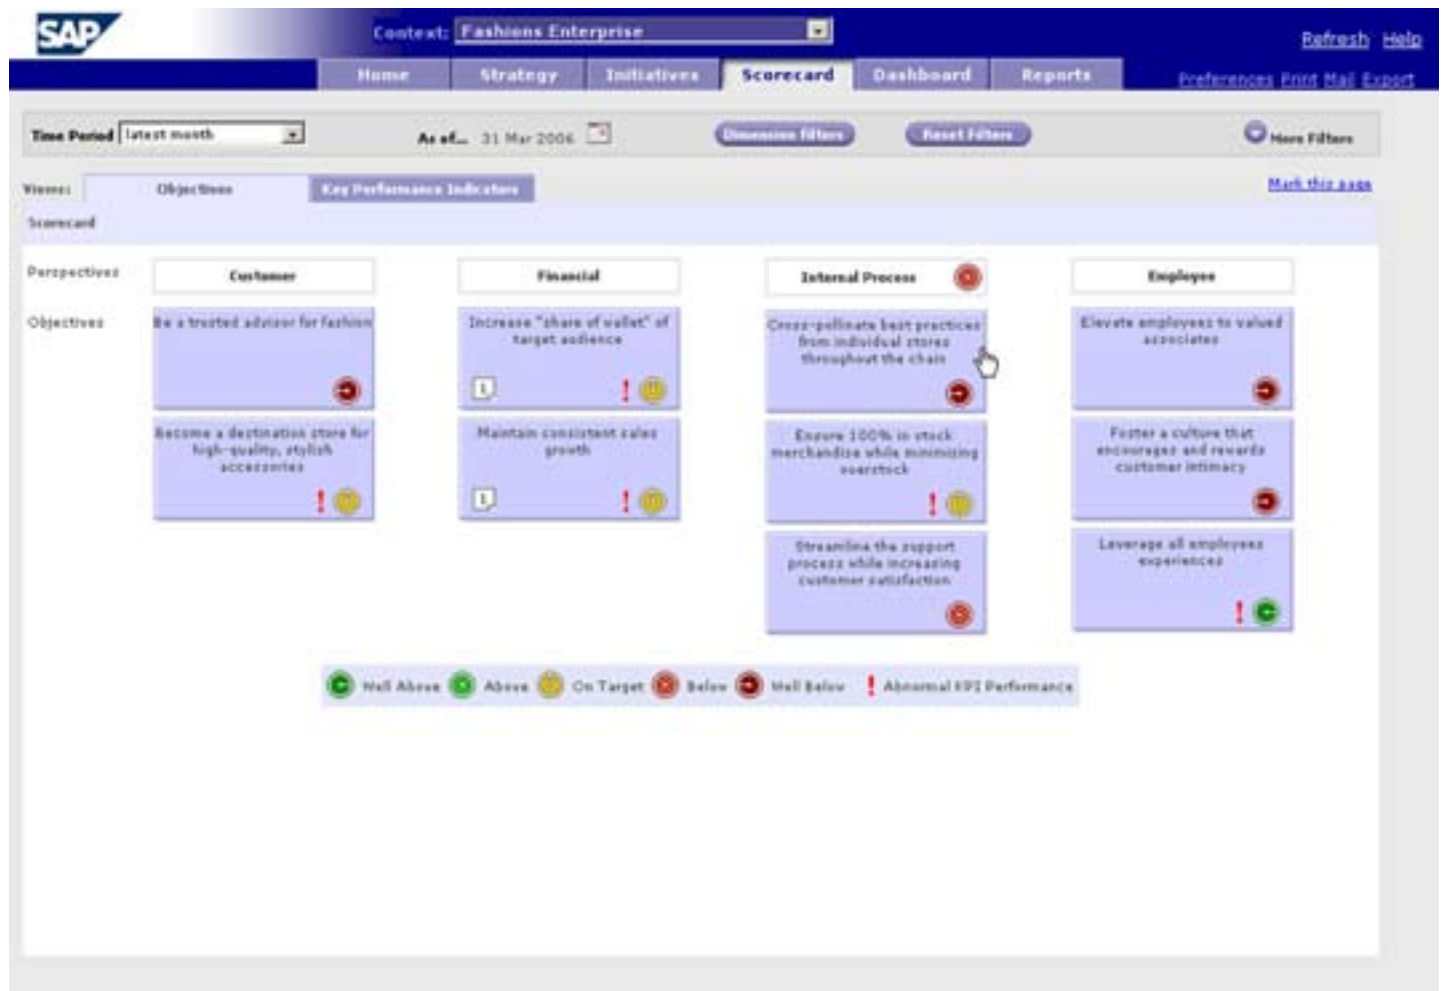 SAP
Context: Fashions Enterprise
Refresh Help
Home Strategy Initiatives Scorecard Dashboard Reports
Preferences Print Mail Export
Time Period latest month As of... 31 Mar 2006 Dimension Filters Reset Filters More Filters
Views: Objectives Key Performance Indicators
Mark this page
Scorecard
Perspectives Customer Financial Internal Process Employee
Objectives
Be a trusted advisor for fashion
Become a destination store for
high-quality, stylish
accessories
Increase "share of wallet" of
target audience
1
Maintain consistent sales
growth
1
Cross-pollinate best practices
from individual stores
throughout the chain
Ensure 100% in stock
merchandise while minimizing
overstock
Streamline the support
process while increasing
customer satisfaction
Elevate employees to valued
associates
Foster a culture that
encourages and rewards
customer intimacy
Leverage all employees
experiences
Well Above Above On Target Below Well Below ! Abnormal KPI Performance